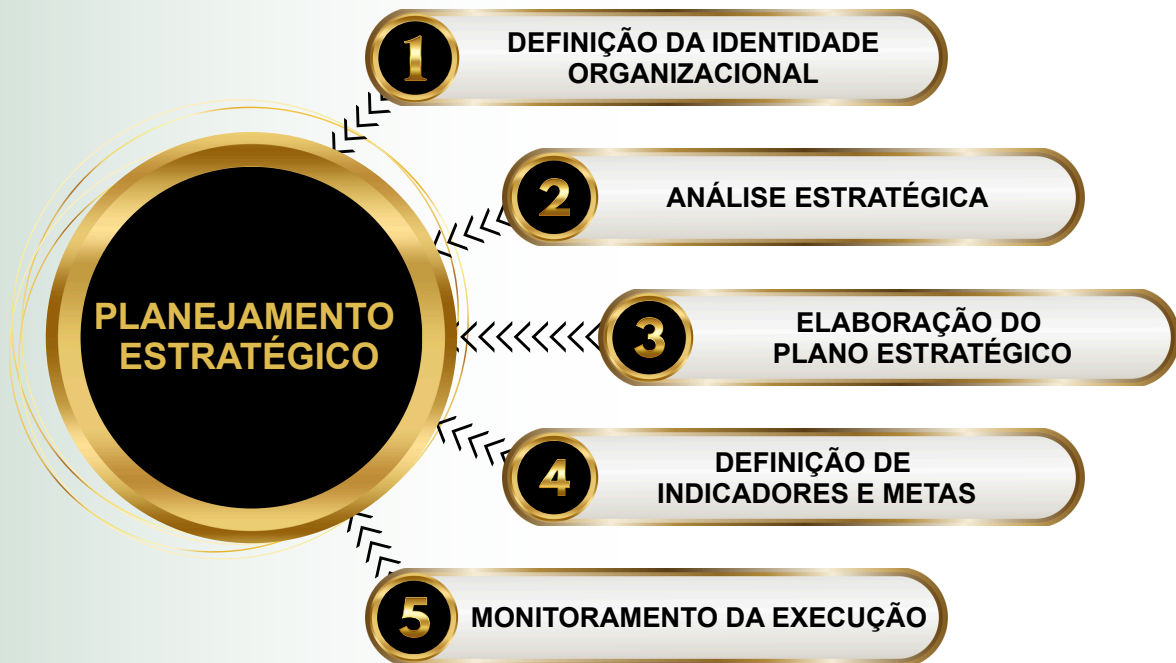 PLANEJAMENTO
ESTRATÉGICO
1
DEFINIÇÃO DA IDENTIDADE
ORGANIZACIONAL
2
ANÁLISE ESTRATÉGICA
3
ELABORAÇÃO DO
PLANO ESTRATÉGICO
4
DEFINIÇÃO DE
INDICADORES E METAS
5
MONITORAMENTO DA EXECUÇÃO